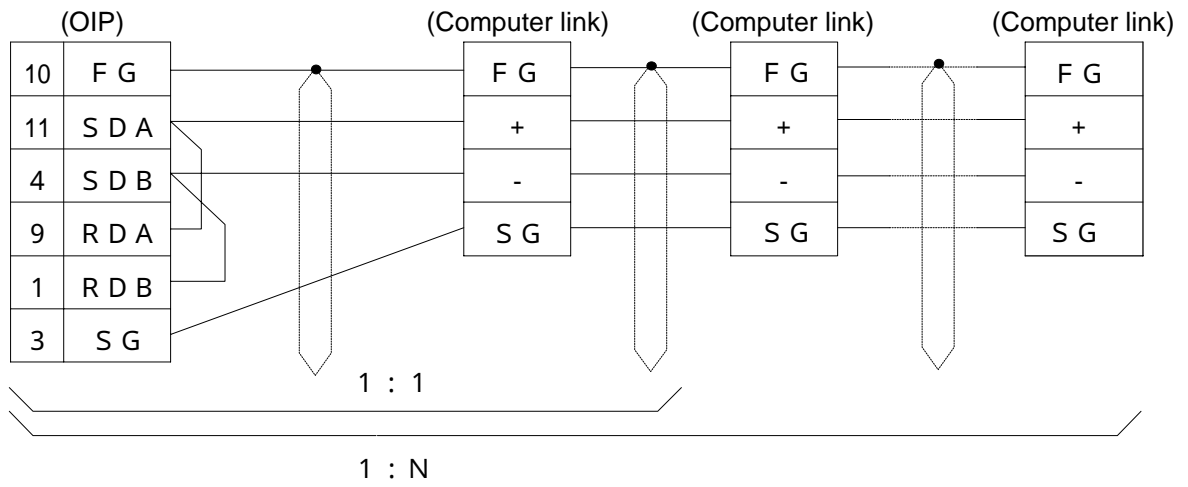 (OIP) (Computer link) (Computer link) (Computer link)
10 F G F G F G F G
11 S D A + + +
4 S D B - - -
9 R D A S G S G S G
1 R D B
3 S G
1 : 1
1 : N